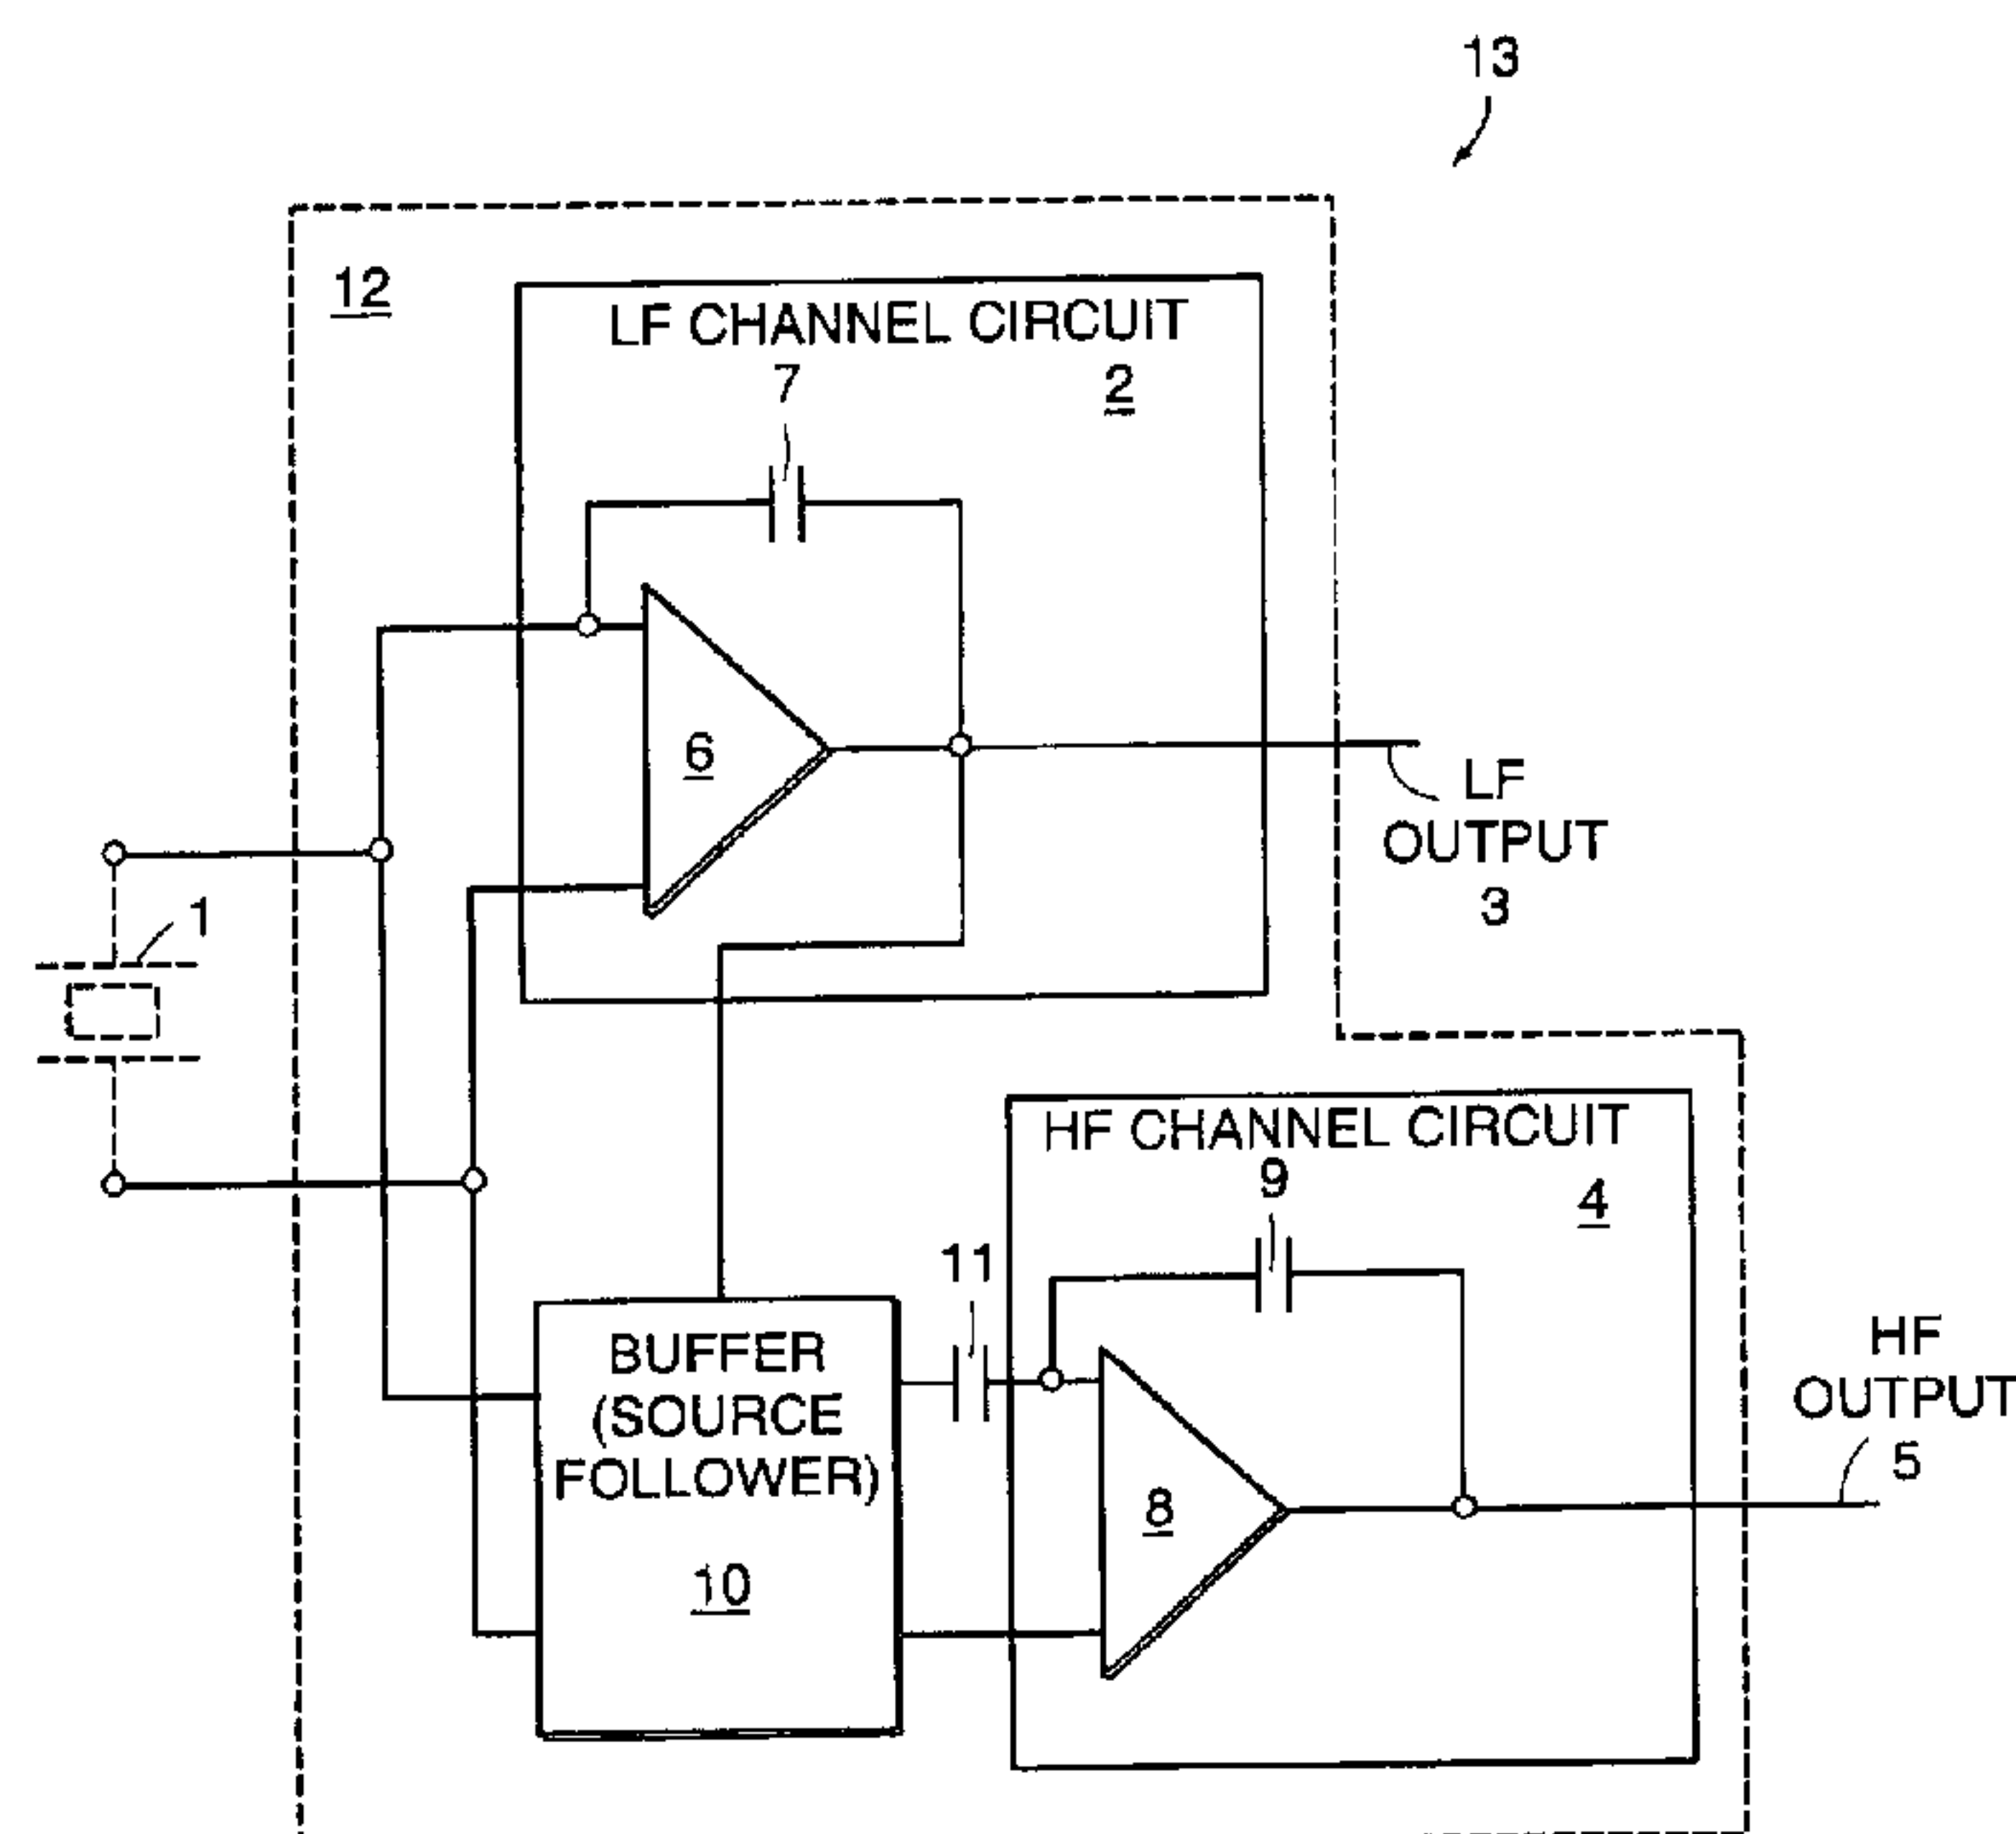 13
12
LF CHANNEL CIRCUIT
7
2
6
LF
OUTPUT
3
1
HF CHANNEL CIRCUIT
9
4
11
BUFFER
(SOURCE
FOLLOWER)
10
8
HF
OUTPUT
5